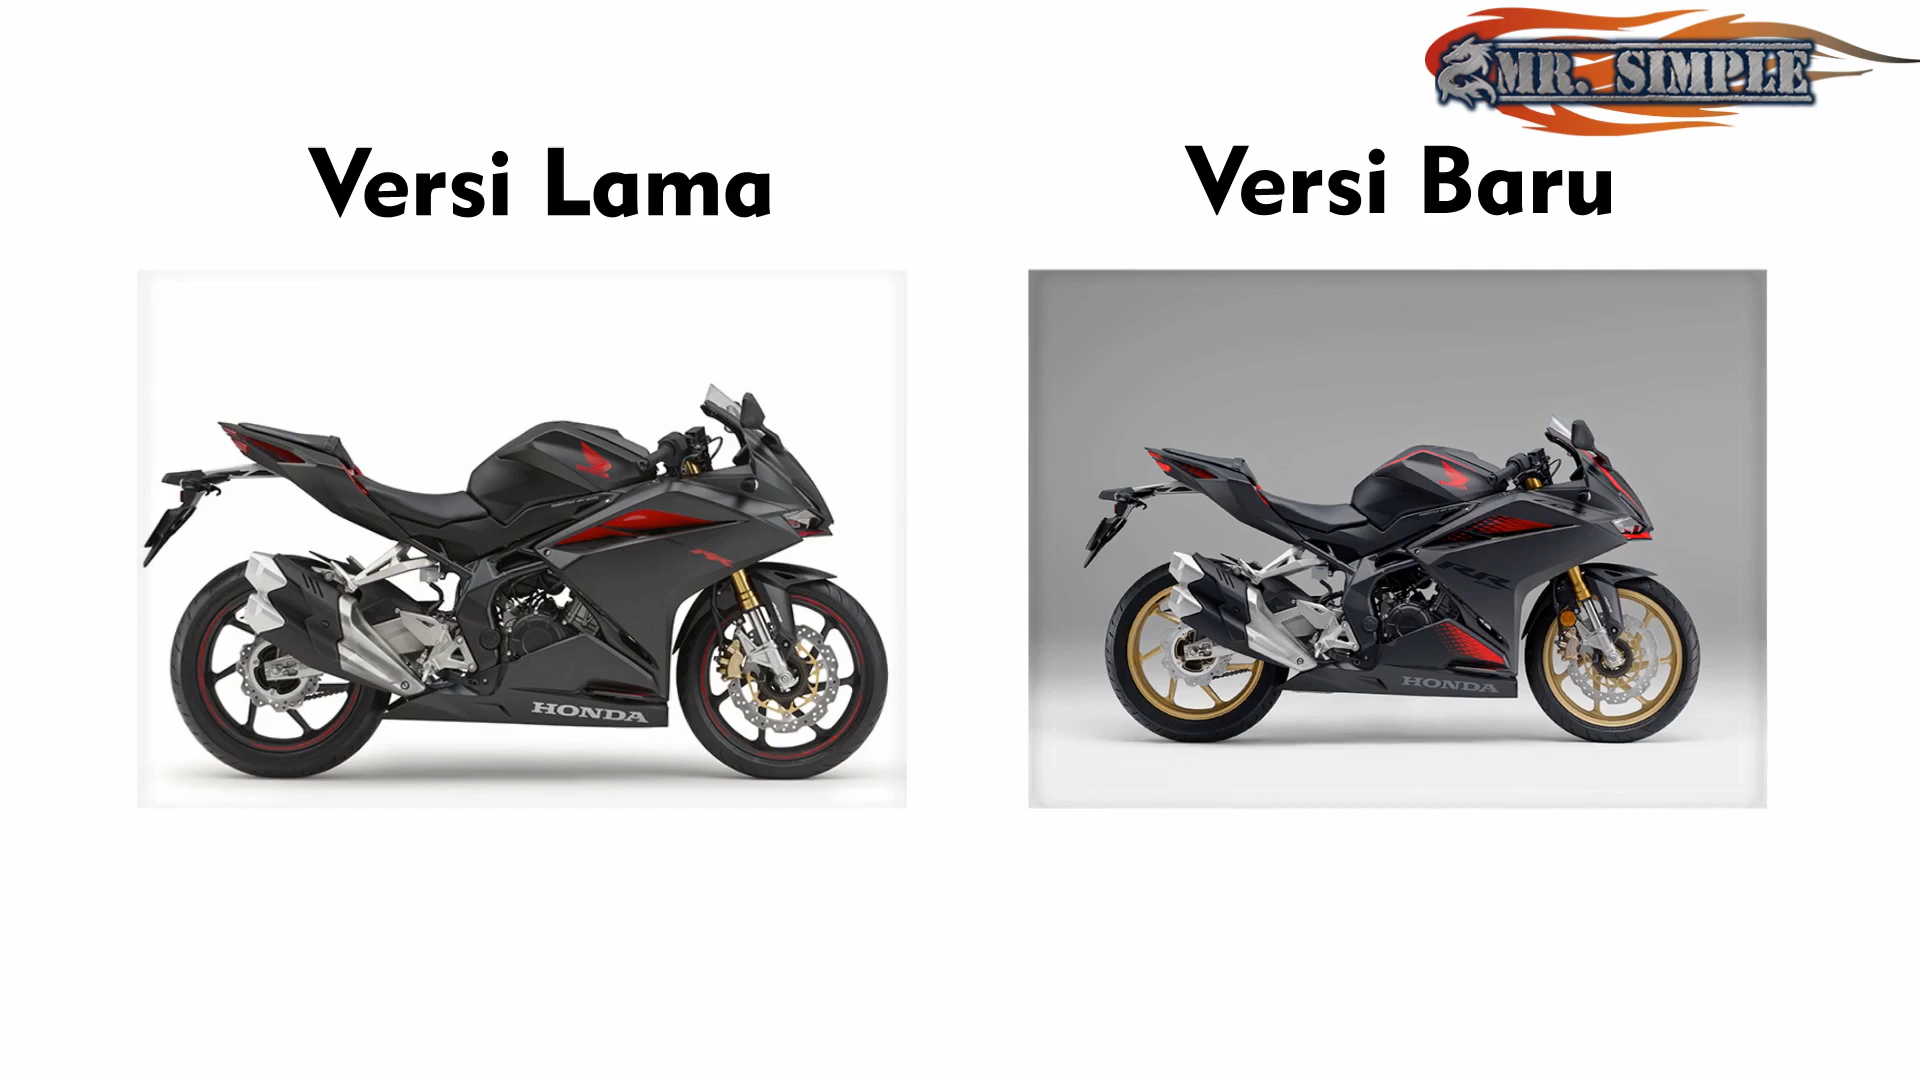 MR. SIMPLE
Versi Lama
Versi Baru
RR
HONDA
RR
HONDA